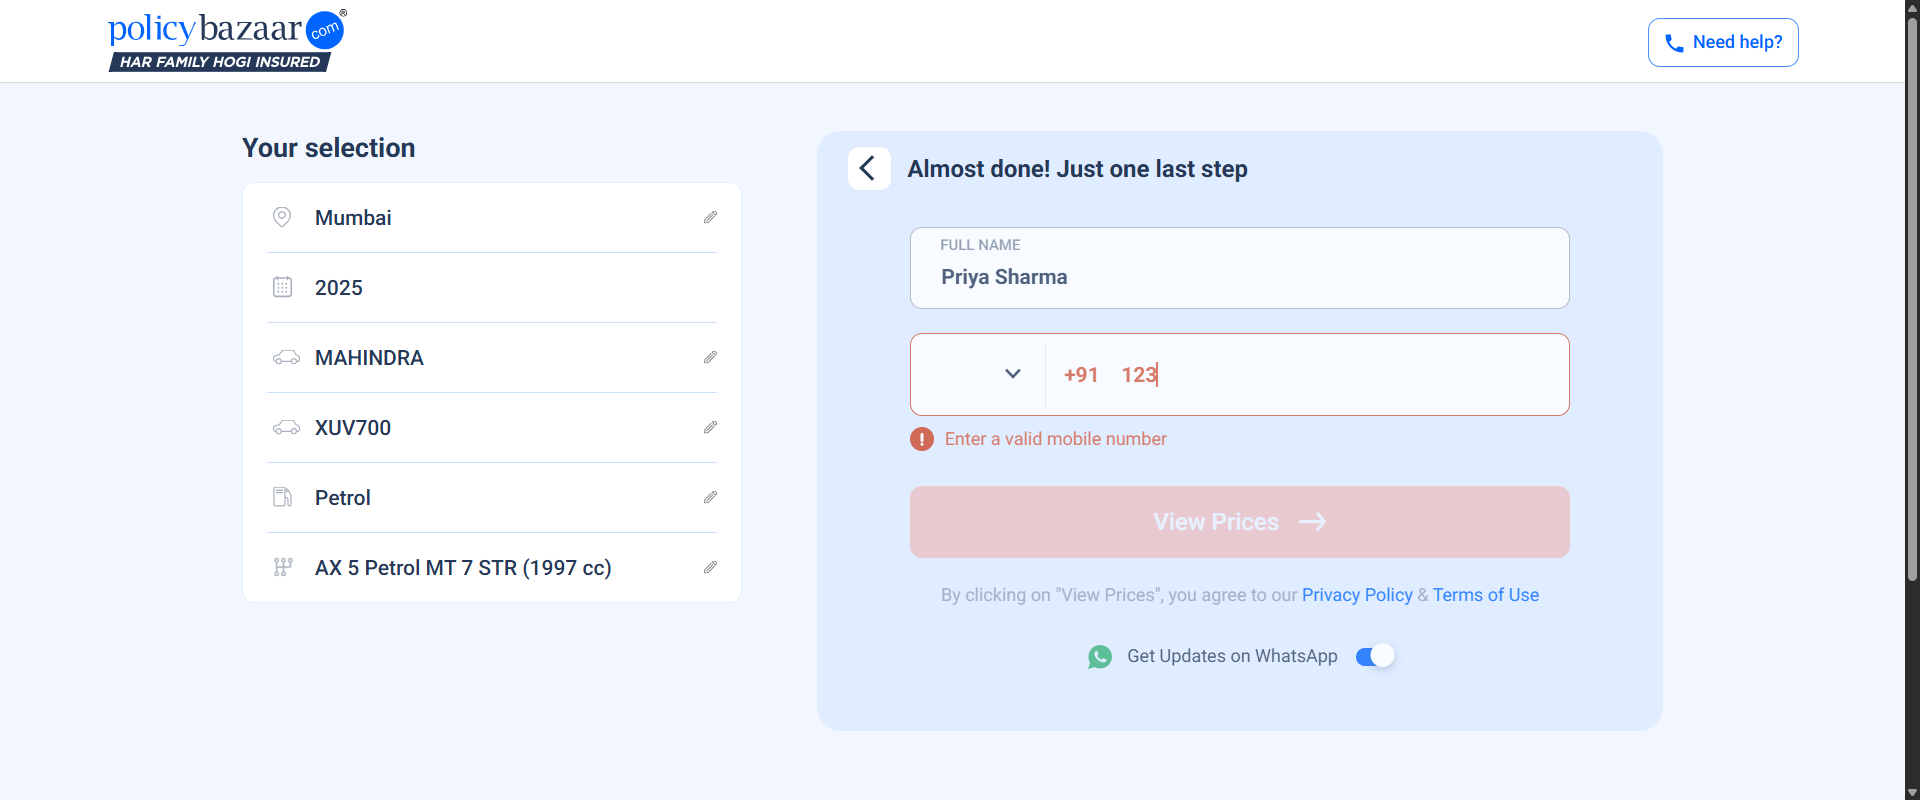 policybazaar.com®
HAR FAMILY HOGI INSURED
Need help?
Your selection
Mumbai
2025
MAHINDRA
XUV700
Petrol
AX 5 Petrol MT 7 STR (1997 cc)
Almost done! Just one last step
FULL NAME
Priya Sharma
+91 123
Enter a valid mobile number
View Prices
By clicking on "View Prices", you agree to our Privacy Policy & Terms of Use
Get Updates on WhatsApp